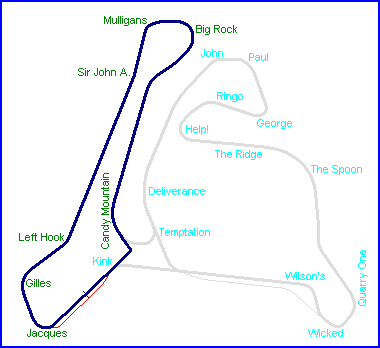 Mulligans
Big Rock
John
Paul
Sir John A.
Ringo
George
Help!
The Ridge
The Spoon
Candy Mountain
Deliverance
Left Hook
Temptation
Kink
Wilson's
Quarry One
Gilles
Jacques
Wicked